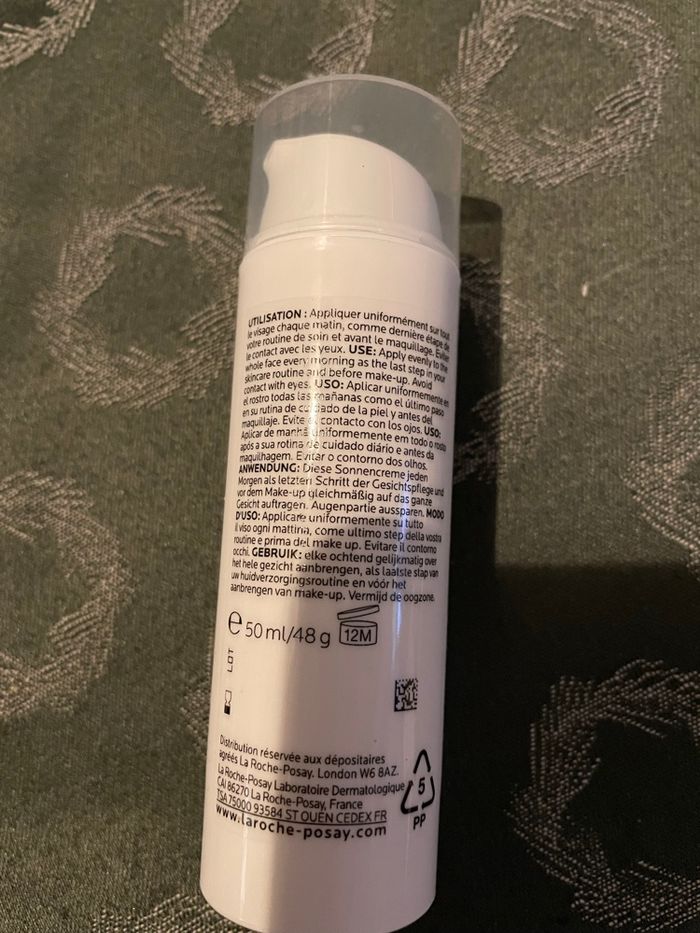 UTILISATION : Appliquer uniformément sur tout
le visage chaque matin, comme dernière étape de
votre routine de soin et avant le maquillage. Eviter
le contact avec les yeux. USE: Apply evenly to the
whole face every morning as the last step in your
skincare routine and before make-up. Avoid
contact with eyes. USO: Aplicar uniformemente en
el rostro todas las mañanas como el último paso
en su rutina de cuidado de la piel y antes del
maquillaje. Evite el contacto con los ojos. USO:
Aplicar de manhã uniformemente em todo o rosto
após a sua rotina de cuidado diário e antes da
maquilhagem. Evitar o contorno dos olhos.
ANWENDUNG: Diese Sonnencreme jeden
Morgen als letzten Schritt der Gesichtspflege und
vor dem Make-up gleichmäßig auf das ganze
Gesicht auftragen. Augenpartie aussparen. MODO
D'USO: Applicare uniformemente su tutto
il viso ogni mattina, come ultimo step della vostra
routine e prima del make up. Evitare il contorno
occhi. GEBRUIK: elke ochtend gelijkmatig over
het hele gezicht aanbrengen, als laatste stap van
uw huidverzorgingsroutine en vóór het
aanbrengen van make-up. Vermijd de oogzone.
e 50 ml/48 g 12M
LOT
Distribution réservée aux dépositaires
agréés La Roche-Posay. London W6 8AZ.
La Roche-Posay Laboratoire Dermatologique
CAI 86270 La Roche-Posay, France
TSA 75000 93584 ST OUEN CEDEX FR
www.laroche-posay.com
5
PP